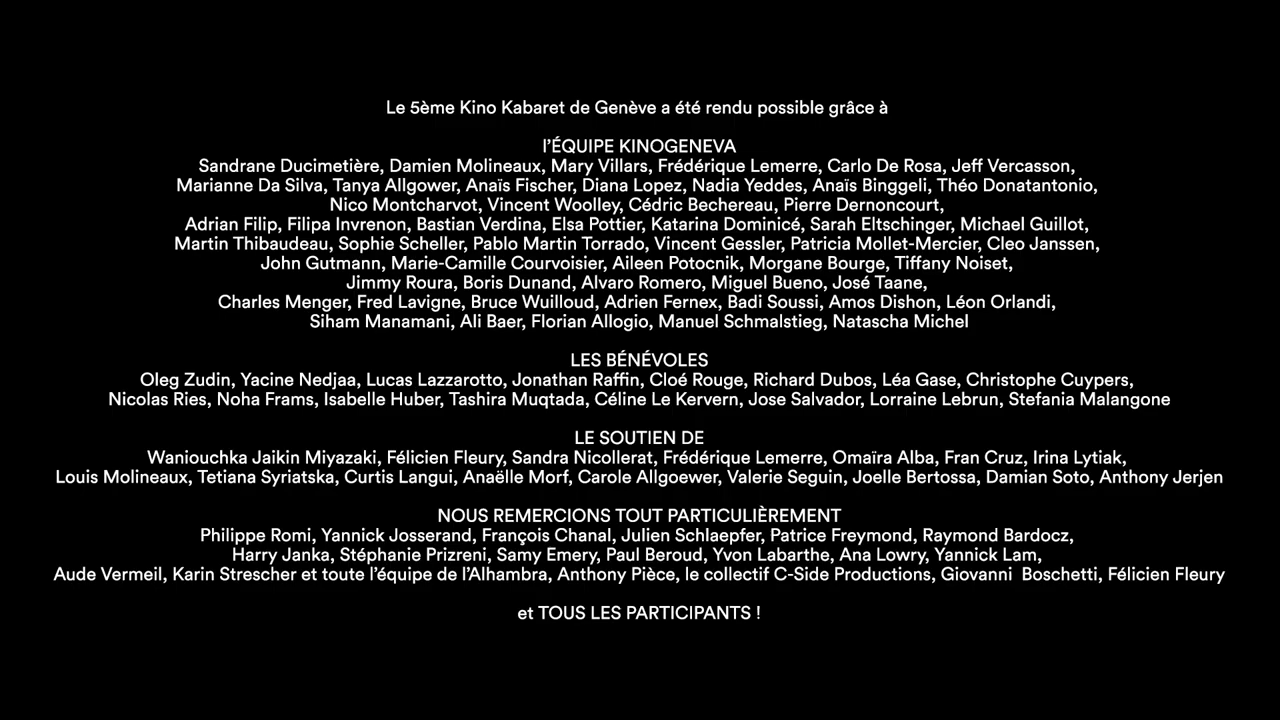 Le 5ème Kino Kabaret de Genève a été rendu possible grâce à
l'ÉQUIPE KINOGENEVA
Sandrane Ducimetière, Damien Molineaux, Mary Villars, Frédérique Lemerre, Carlo De Rosa, Jeff Vercasson,
Marianne Da Silva, Tanya Allgower, Anaïs Fischer, Diana Lopez, Nadia Yeddes, Anaïs Binggeli, Théo Donatantonio,
Nico Montcharvot, Vincent Woolley, Cédric Bechereau, Pierre Dernoncourt,
Adrian Filip, Filipa Invrenon, Bastian Verdina, Elsa Pottier, Katarina Dominicé, Sarah Eltschinger, Michael Guillot,
Martin Thibaudeau, Sophie Scheller, Pablo Martin Torrado, Vincent Gessler, Patricia Mollet-Mercier, Cleo Janssen,
John Gutmann, Marie-Camille Courvoisier, Aileen Potocnik, Morgane Bourge, Tiffany Noiset,
Jimmy Roura, Boris Dunand, Alvaro Romero, Miguel Bueno, José Taane,
Charles Menger, Fred Lavigne, Bruce Wuilloud, Adrien Fernex, Badi Soussi, Amos Dishon, Léon Orlandi,
Siham Manamani, Ali Baer, Florian Allogio, Manuel Schmalstieg, Natascha Michel
LES BÉNÉVOLES
Oleg Zudin, Yacine Nedjaa, Lucas Lazzarotto, Jonathan Raffin, Cloé Rouge, Richard Dubos, Léa Gase, Christophe Cuypers,
Nicolas Ries, Noha Frams, Isabelle Huber, Tashira Muqtada, Céline Le Kervern, Jose Salvador, Lorraine Lebrun, Stefania Malangone
LE SOUTIEN DE
Waniouchka Jaikin Miyazaki, Félicien Fleury, Sandra Nicollerat, Frédérique Lemerre, Omaïra Alba, Fran Cruz, Irina Lytiak,
Louis Molineaux, Tetiana Syriatska, Curtis Langui, Anaëlle Morf, Carole Allgoewer, Valerie Seguin, Joelle Bertossa, Damian Soto, Anthony Jerjen
NOUS REMERCIONS TOUT PARTICULIÈREMENT
Philippe Romi, Yannick Josserand, François Chanal, Julien Schlaepfer, Patrice Freymond, Raymond Bardocz,
Harry Janka, Stéphanie Prizreni, Samy Emery, Paul Beroud, Yvon Labarthe, Ana Lowry, Yannick Lam,
Aude Vermeil, Karin Strescher et toute l'équipe de l'Alhambra, Anthony Pièce, le collectif C-Side Productions, Giovanni  Boschetti, Félicien Fleury
et TOUS LES PARTICIPANTS !